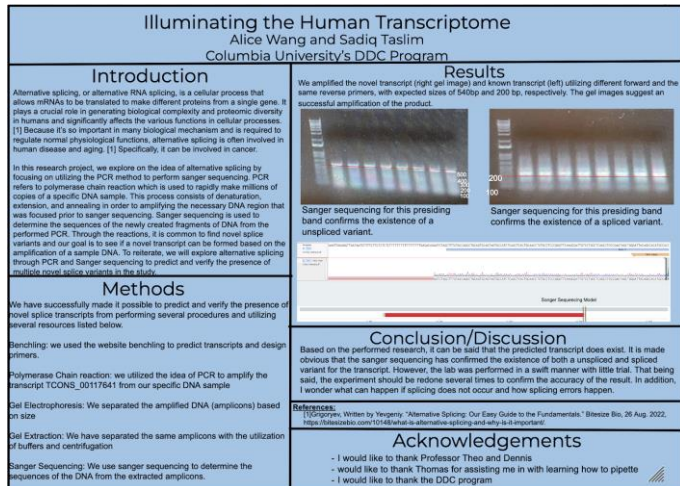 Illuminating the Human Transcriptome
Alice Wang and Sadiq Taslim
Columbia University's DDC Program
Introduction
Alternative splicing, or alternative RNA splicing, is a cellular process that
allows mRNAs to be translated to make different proteins from a single gene. It
plays a crucial role in generating biological complexity and proteomic diversity
in humans and significantly affects the various functions in cellular processes.
[1] Because it's so important in many biological mechanism and is required to
regulate normal physiological functions, alternative splicing is often involved in
human disease and aging. [1] Specifically, it can be involved in cancer.
In this research project, we explore on the idea of alternative splicing by
focusing on utilizing the PCR method to perform sanger sequencing. PCR
refers to polymerase chain reaction which is used to rapidly make millions of
copies of a specific DNA sample. This process consists of denaturation,
extension, and annealing in order to amplifying the necessary DNA region that
was focused prior to sanger sequencing. Sanger sequencing is used to
determine the sequences of the newly created fragments of DNA from the
performed PCR. Through the reactions, it is common to find novel splice
variants and our goal is to see if a novel transcript can be formed based on the
amplification of a sample DNA. To reiterate, we will explore alternative splicing
through PCR and Sanger sequencing to predict and verify the presence of
multiple novel splice variants in the study.
Methods
We have successfully made it possible to predict and verify the presence of
novel splice transcripts from performing several procedures and utilizing
several resources listed below.
Benchling: we used the website benchling to predict transcripts and design
primers.
Polymerase Chain reaction: we utilized the idea of PCR to amplify the
transcript TCONS_00117641 from our specific DNA sample
Gel Electrophoresis: We separated the amplified DNA (amplicons) based
on size
Gel Extraction: We have separated the same amplicons with the utilization
of buffers and centrifugation
Sanger Sequencing: We use sanger sequencing to determine the
sequences of the DNA from the extracted amplicons.
Results
We amplified the novel transcript (right gel image) and known transcript (left) utilizing different forward and the
same reverse primers, with expected sizes of 540bp and 200 bp, respectively. The gel images suggest an
successful amplification of the product.
500
400
300
200
100
200
100
Sanger sequencing for this presiding
band confirms the existence of a
unspliced variant.
Sanger sequencing for this presiding band
confirms the existence of a spliced variant.
Sanger Sequencing Model
Conclusion/Discussion
Based on the performed research, it can be said that the predicted transcript does exist. It is made
obvious that the sanger sequencing has confirmed the existence of both a unspliced and spliced
variant for the transcript. However, the lab was performed in a swift manner with little trial. That being
said, the experiment should be redone several times to confirm the accuracy of the result. In addition,
I wonder what can happen if splicing does not occur and how splicing errors happen.
References:
[1]Grigoryev, Written by Yevgeniy. "Alternative Splicing: Our Easy Guide to the Fundamentals." Bitesize Bio, 26 Aug. 2022,
https://bitesizebio.com/10148/what-is-alternative-splicing-and-why-is-it-important/.
Acknowledgements
- I would like to thank Professor Theo and Dennis
- would like to thank Thomas for assisting me in with learning how to pipette
- I would like to thank the DDC program